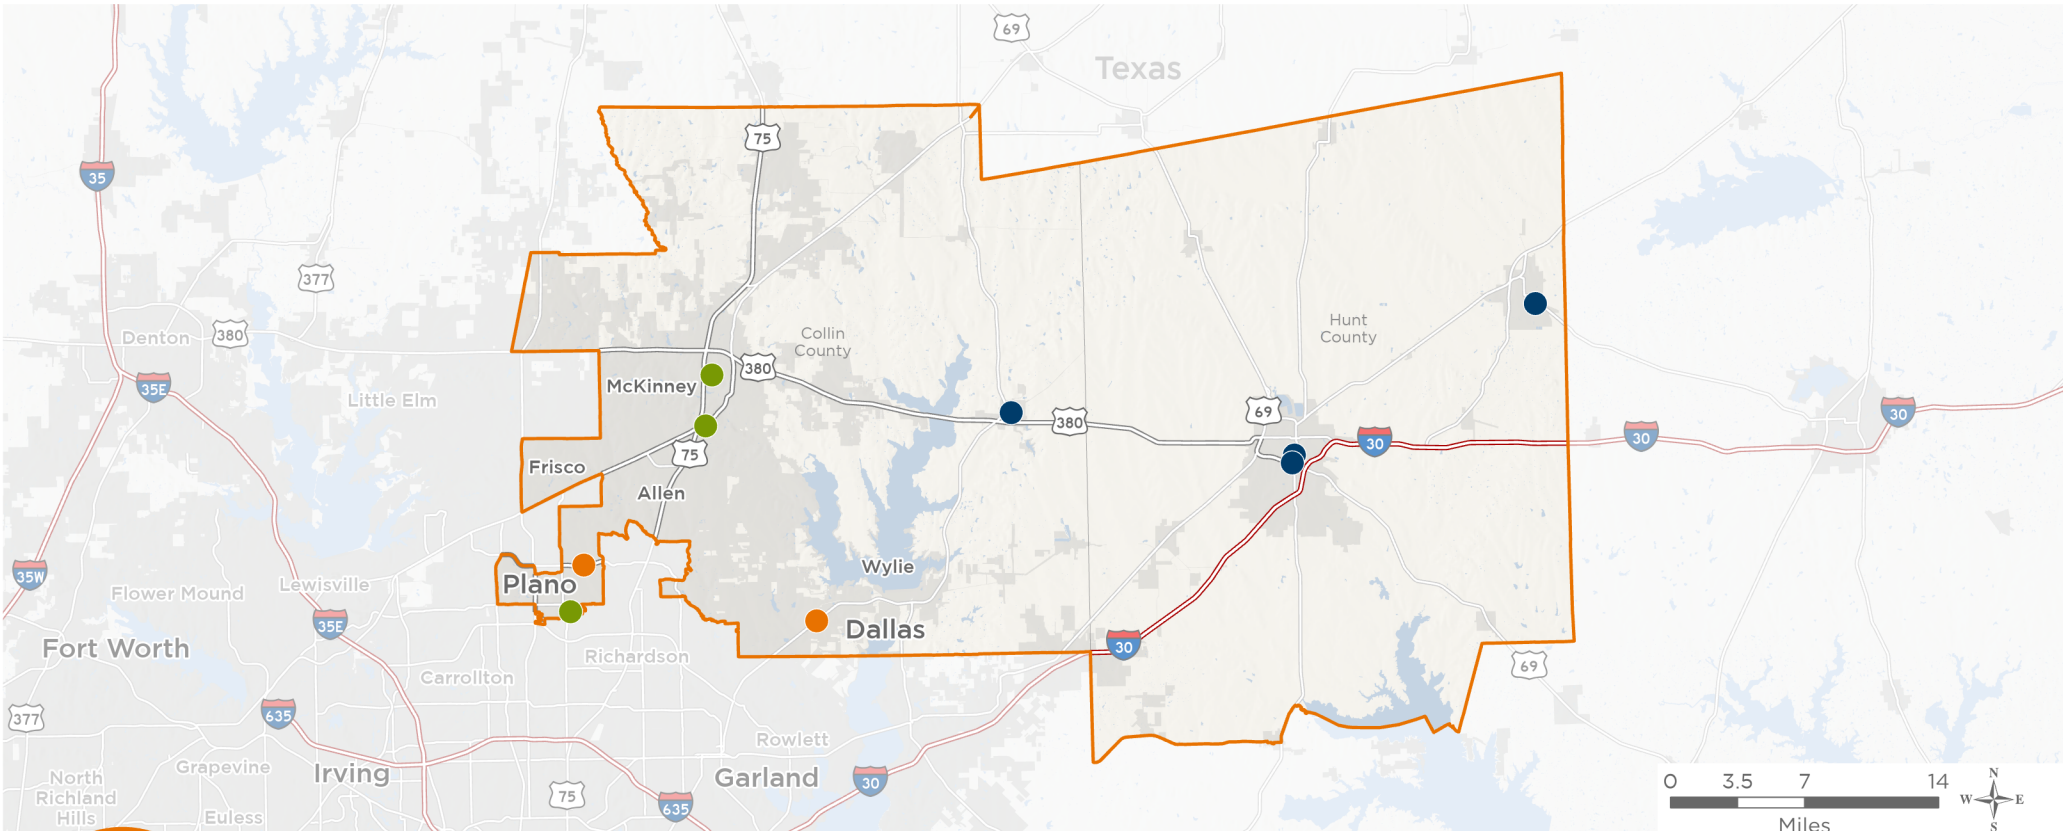 69
Texas
75
35
377
380
Denton
Collin
County
Hunt
County
380
McKinney
35E
Little Elm
69
30
30
30
380
75
Frisco
Allen
Wylie
Plano
35W
Flower Mound
Lewisville
35E
Dallas
Fort Worth
Richardson
30
69
Carrollton
377
635
Rowlett
Irving
Grapevine
Garland
North
Richland
Hills
Euless
75
635
30
0 3.5 7 14
Miles
N
W E
S